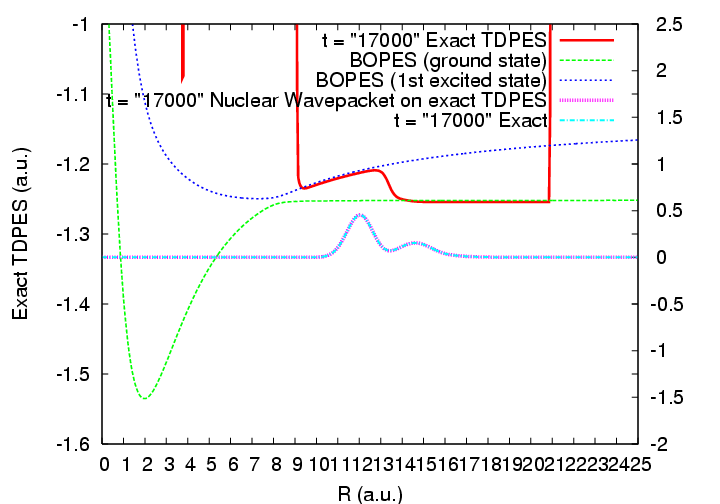 t = "17000" Exact TDPES
BOPES (ground state)
BOPES (1st excited state)
t = "17000" Nuclear Wavepacket on exact TDPES
t = "17000" Exact
Exact TDPES (a.u.)
-1
-1.1
-1.2
-1.3
-1.4
-1.5
-1.6
2.5
2
1.5
1
0.5
0
-0.5
-1
-1.5
-2
0 1 2 3 4 5 6 7 8 9 10 11 12 13 14 15 16 17 18 19 20 21 22 23 24 25
R (a.u.)